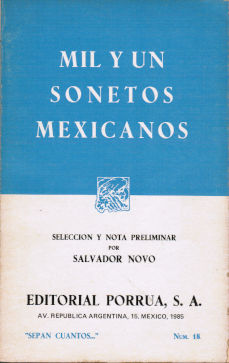 MIL Y UN
SONETOS
MEXICANOS
SELECCION Y NOTA PRELIMINAR
POR
SALVADOR NOVO
EDITORIAL PORRUA, S. A.
AV. REPUBLICA ARGENTINA, 15. MEXICO, 1985
"SEPAN CUANTOS..."
NUM. 18